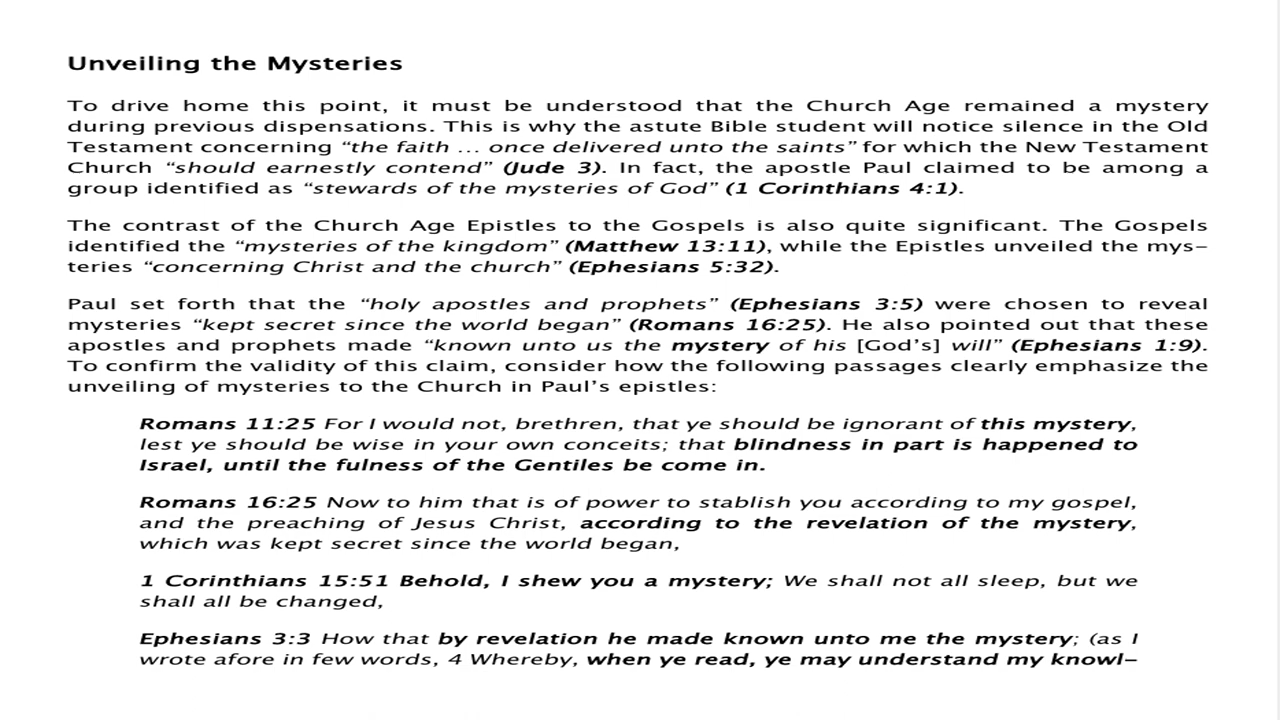 Unveiling the Mysteries
To drive home this point, it must be understood that the Church Age remained a mystery
during previous dispensations. This is why the astute Bible student will notice silence in the Old
Testament concerning “the faith ... once delivered unto the saints” for which the New Testament
Church “should earnestly contend” (Jude 3). In fact, the apostle Paul claimed to be among a
group identified as “stewards of the mysteries of God” (1 Corinthians 4:1).
The contrast of the Church Age Epistles to the Gospels is also quite significant. The Gospels
identified the “mysteries of the kingdom” (Matthew 13:11), while the Epistles unveiled the mys-
teries “concerning Christ and the church” (Ephesians 5:32).
Paul set forth that the “holy apostles and prophets” (Ephesians 3:5) were chosen to reveal
mysteries “kept secret since the world began” (Romans 16:25). He also pointed out that these
apostles and prophets made “known unto us the mystery of his [God’s] will” (Ephesians 1:9).
To confirm the validity of this claim, consider how the following passages clearly emphasize the
unveiling of mysteries to the Church in Paul’s epistles:
Romans 11:25 For I would not, brethren, that ye should be ignorant of this mystery,
lest ye should be wise in your own conceits; that blindness in part is happened to
Israel, until the fulness of the Gentiles be come in.
Romans 16:25 Now to him that is of power to stablish you according to my gospel,
and the preaching of Jesus Christ, according to the revelation of the mystery,
which was kept secret since the world began,
1 Corinthians 15:51 Behold, I shew you a mystery; We shall not all sleep, but we
shall all be changed,
Ephesians 3:3 How that by revelation he made known unto me the mystery; (as I
wrote afore in few words, 4 Whereby, when ye read, ye may understand my knowl-